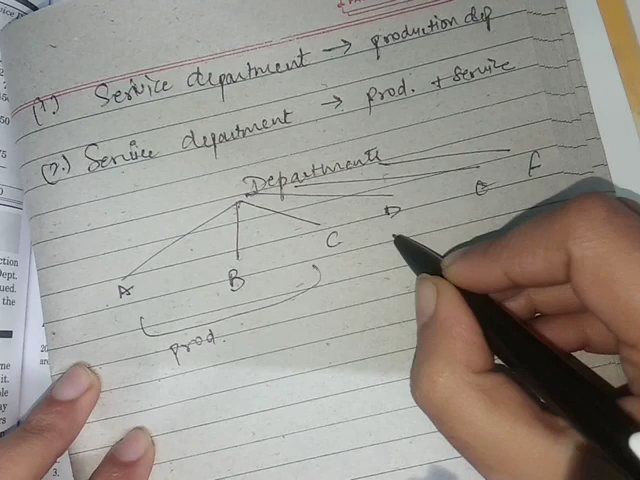 (1.) Service department → production dep
(2.) Service department → prod. + service
Departments
A B C D E F
prod.